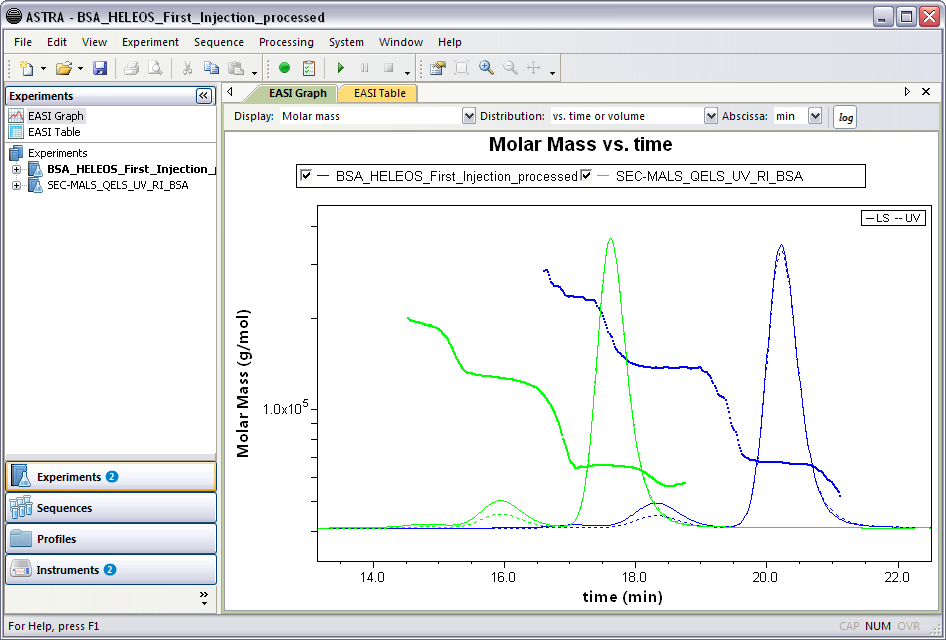 ASTRA - BSA_HELEOS_First_Injection_processed
File Edit View Experiment Sequence Processing System Window Help
Experiments
EASI Graph
EASI Table
Experiments
BSA_HELEOS_First_Injection_
SEC-MALS_QELS_UV_RI_BSA
Experiments 2
Sequences
Profiles
Instruments 2
EASI Graph EASI Table
Display: Molar mass Distribution: vs. time or volume Abscissa: min log
Molar Mass vs. time
BSA_HELEOS_First_Injection_processed SEC-MALS_QELS_UV_RI_BSA
LS -- UV
Molar Mass (g/mol)
1.0x10⁵
14.0 16.0 18.0 20.0 22.0
time (min)
For Help, press F1
CAP NUM OVR